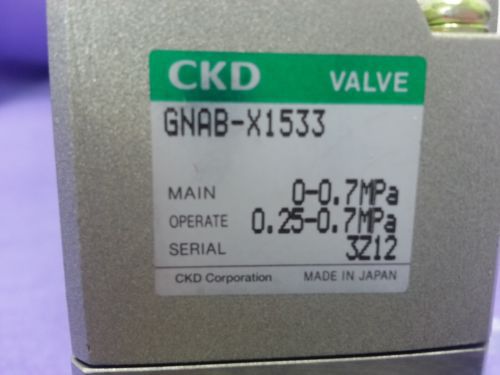 CKD VALVE
GNAB-X1533
MAIN 0-0.7MPa
OPERATE 0.25-0.7MPa
SERIAL 3Z12
CKD Corporation MADE IN JAPAN